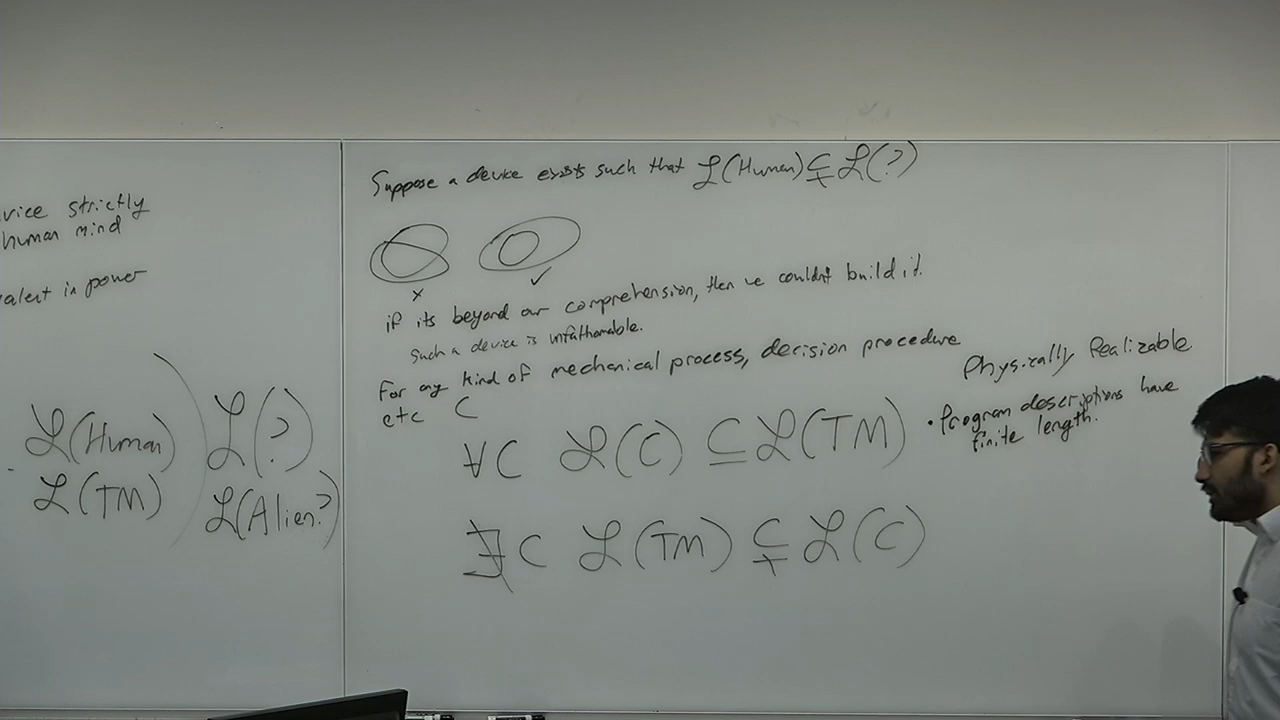 vice strictly
human mind
valent in power
ℒ(Human)
ℒ(TM)
ℒ(?)
ℒ(Alien?)
Suppose a device exists such that ℒ(Human)⊊ℒ(?)
x ✓
if its beyond our comprehension, then we couldn't build it.
Such a device is unfathomable.
For any kind of mechanical process, decision procedure
etc C
∀C ℒ(C) ⊆ ℒ(TM)
∄C ℒ(TM) ⊊ ℒ(C)
Physically Realizable
• Program descriptions have
finite length.